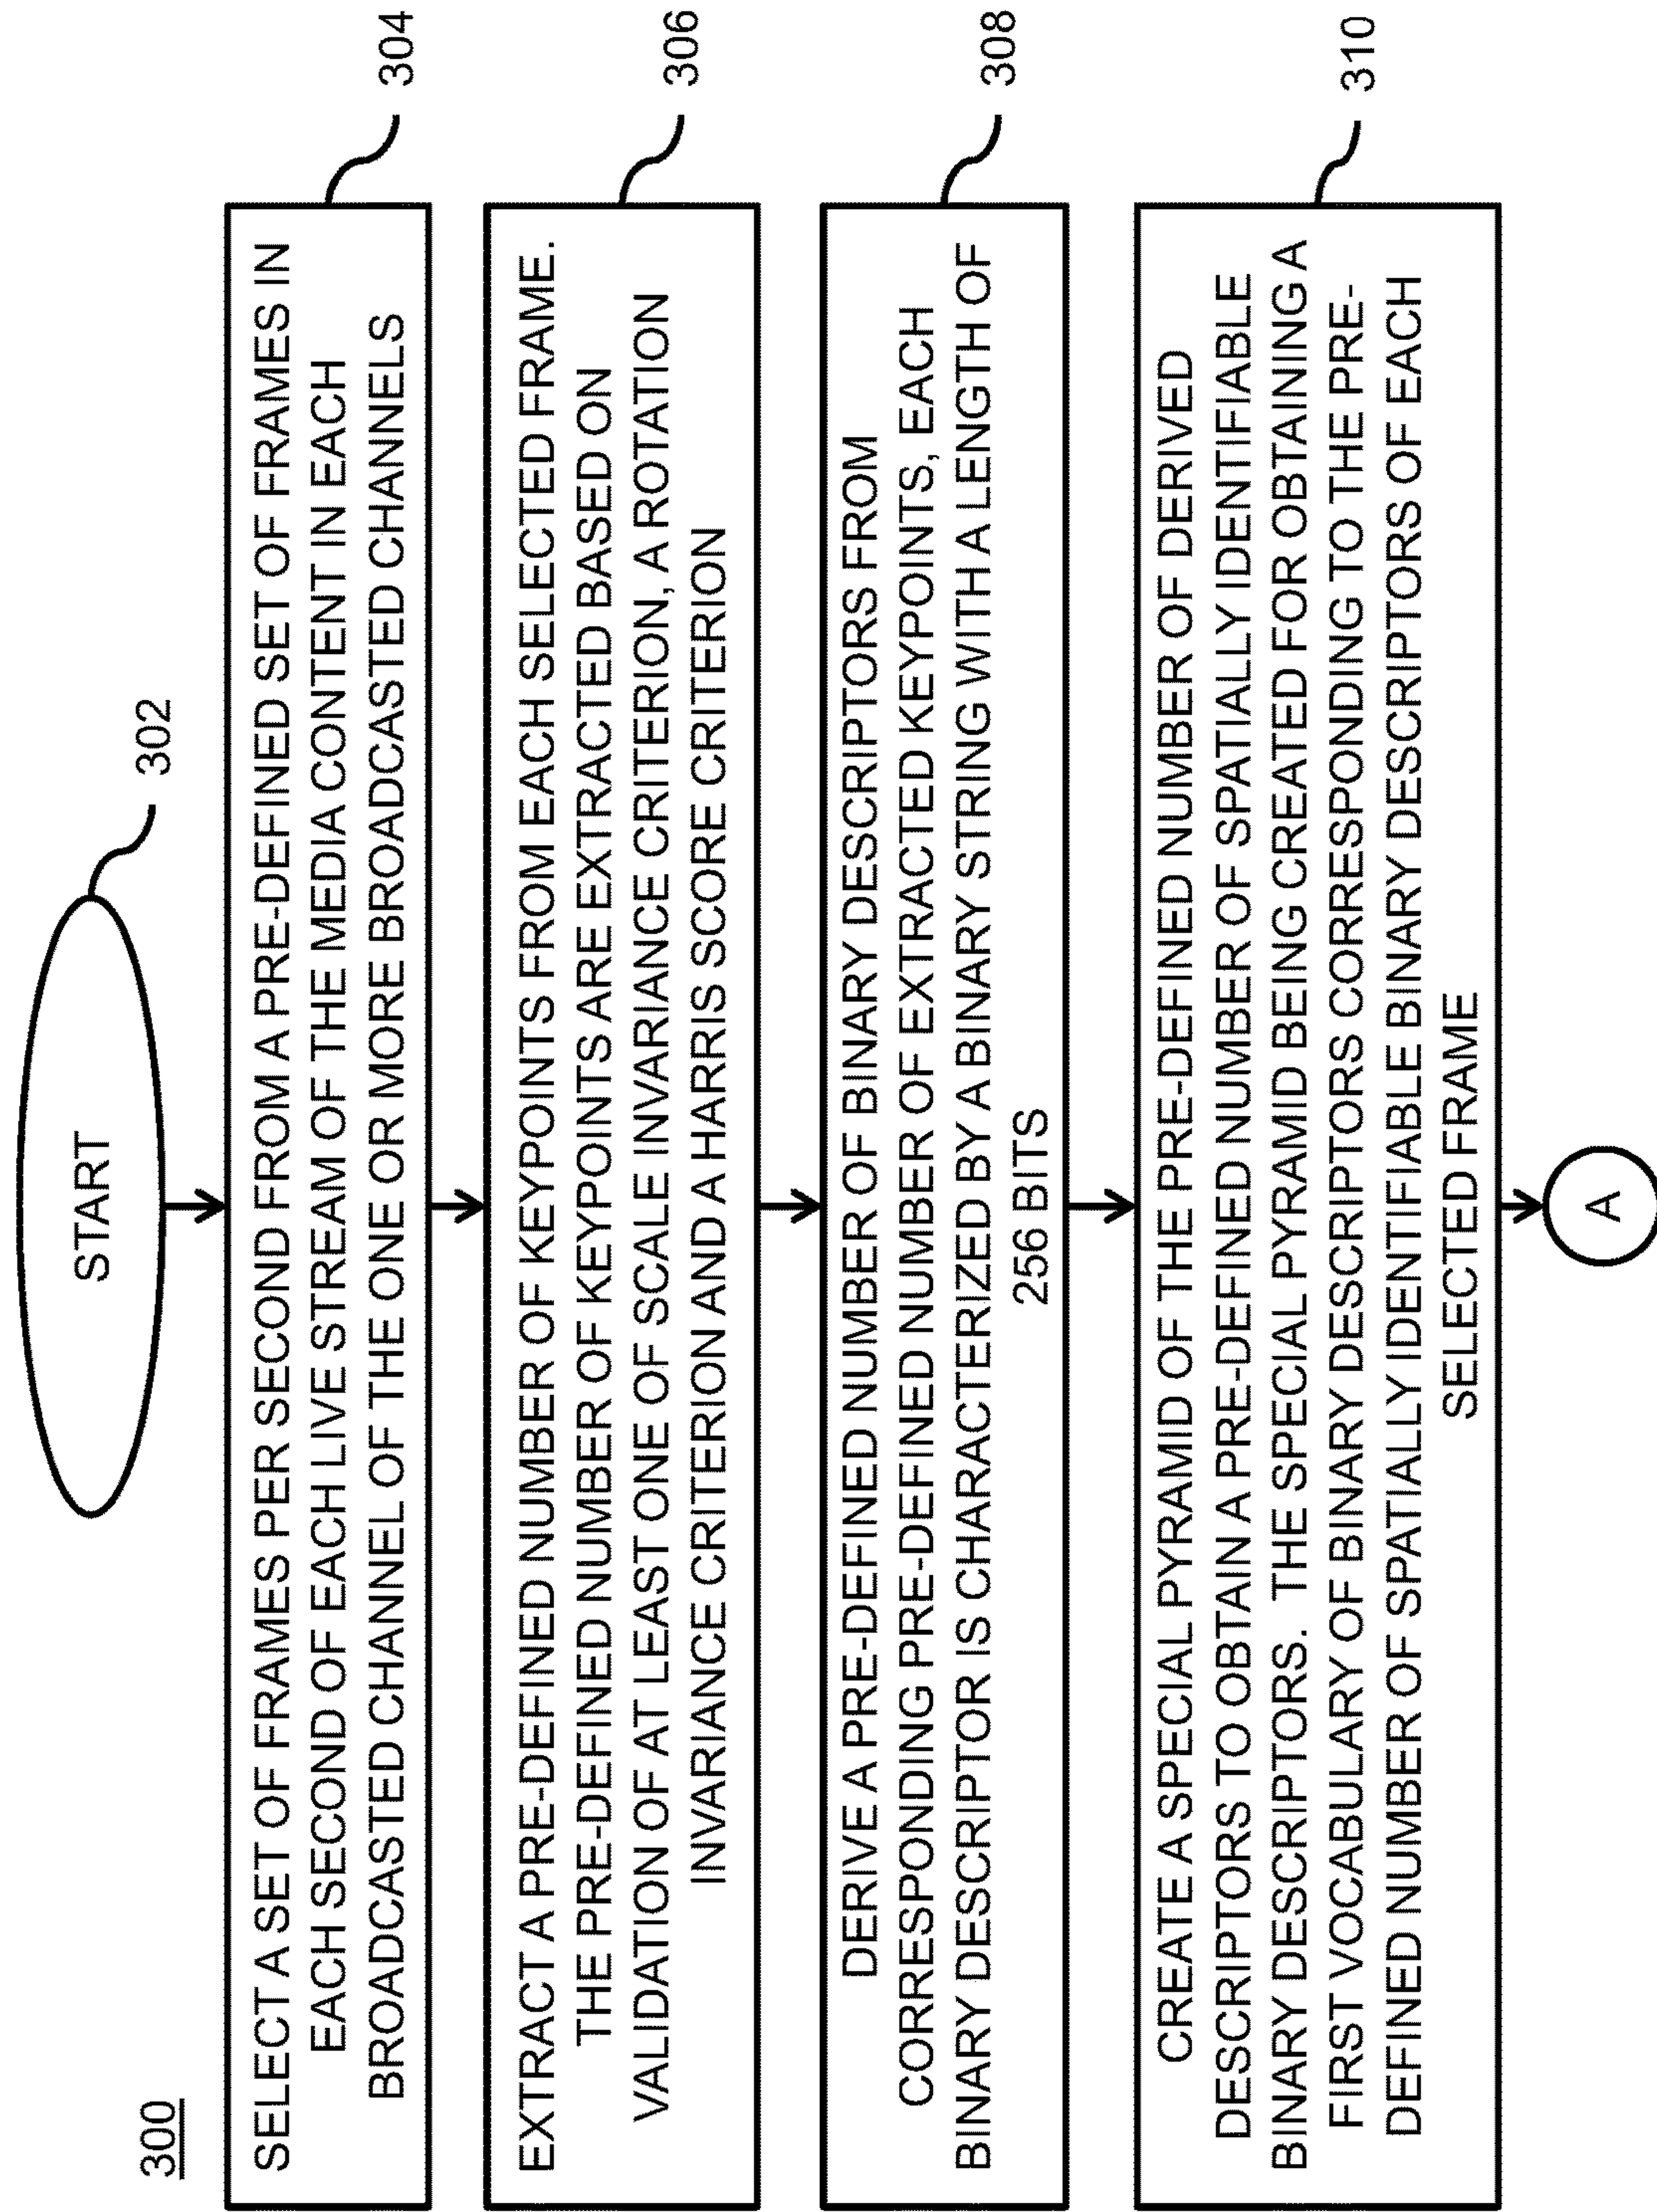 300
START
302
SELECT A SET OF FRAMES PER SECOND FROM A PRE-DEFINED SET OF FRAMES IN
EACH SECOND OF EACH LIVE STREAM OF THE MEDIA CONTENT IN EACH
BROADCASTED CHANNEL OF THE ONE OR MORE BROADCASTED CHANNELS
304
EXTRACT A PRE-DEFINED NUMBER OF KEYPOINTS FROM EACH SELECTED FRAME.
THE PRE-DEFINED NUMBER OF KEYPOINTS ARE EXTRACTED BASED ON
VALIDATION OF AT LEAST ONE OF SCALE INVARIANCE CRITERION, A ROTATION
INVARIANCE CRITERION AND A HARRIS SCORE CRITERION
306
DERIVE A PRE-DEFINED NUMBER OF BINARY DESCRIPTORS FROM
CORRESPONDING PRE-DEFINED NUMBER OF EXTRACTED KEYPOINTS, EACH
BINARY DESCRIPTOR IS CHARACTERIZED BY A BINARY STRING WITH A LENGTH OF
256 BITS
308
CREATE A SPECIAL PYRAMID OF THE PRE-DEFINED NUMBER OF DERIVED
DESCRIPTORS TO OBTAIN A PRE-DEFINED NUMBER OF SPATIALLY IDENTIFIABLE
BINARY DESCRIPTORS. THE SPECIAL PYRAMID BEING CREATED FOR OBTAINING A
FIRST VOCABULARY OF BINARY DESCRIPTORS CORRESPONDING TO THE PRE-
DEFINED NUMBER OF SPATIALLY IDENTIFIABLE BINARY DESCRIPTORS OF EACH
SELECTED FRAME
310
A